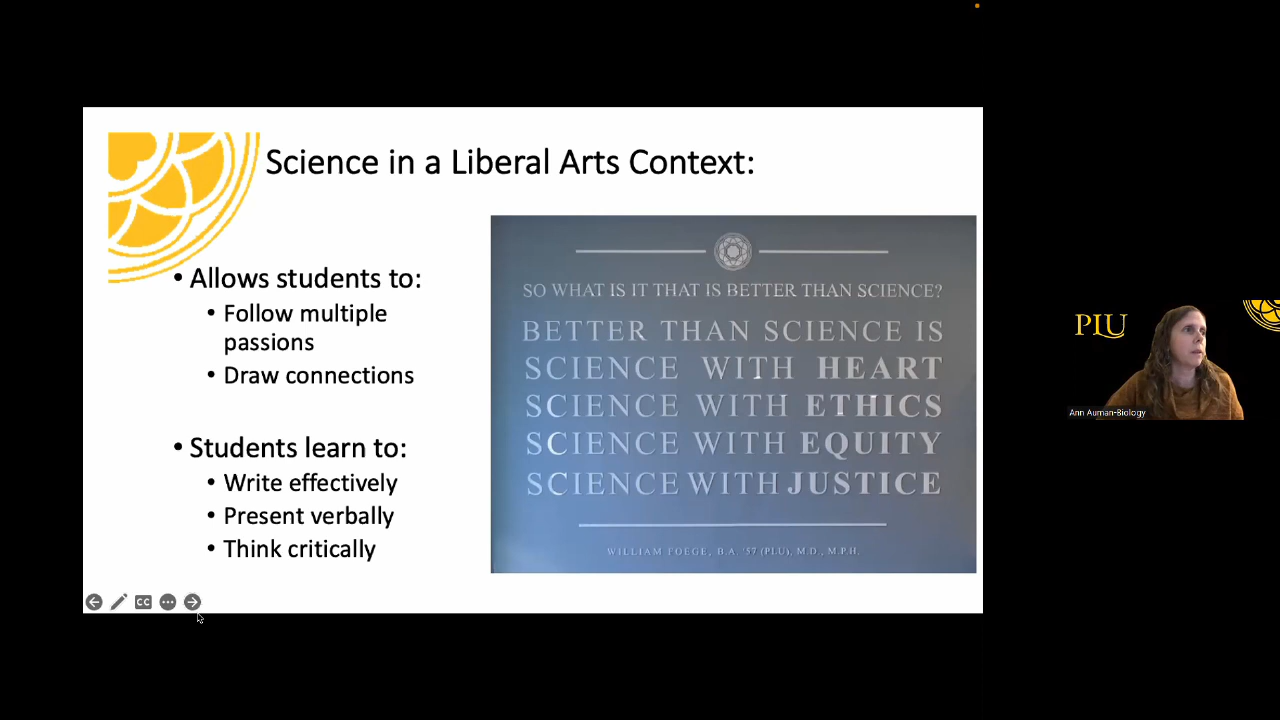 Science in a Liberal Arts Context:
• Allows students to:
• Follow multiple
passions
• Draw connections
• Students learn to:
• Write effectively
• Present verbally
• Think critically
SO WHAT IS IT THAT IS BETTER THAN SCIENCE?
BETTER THAN SCIENCE IS
SCIENCE WITH HEART
SCIENCE WITH ETHICS
SCIENCE WITH EQUITY
SCIENCE WITH JUSTICE
WILLIAM FOEGE, B.A. '57 (PLU), M.D., M.P.H.
CC
PLU
Ann Auman-Biology